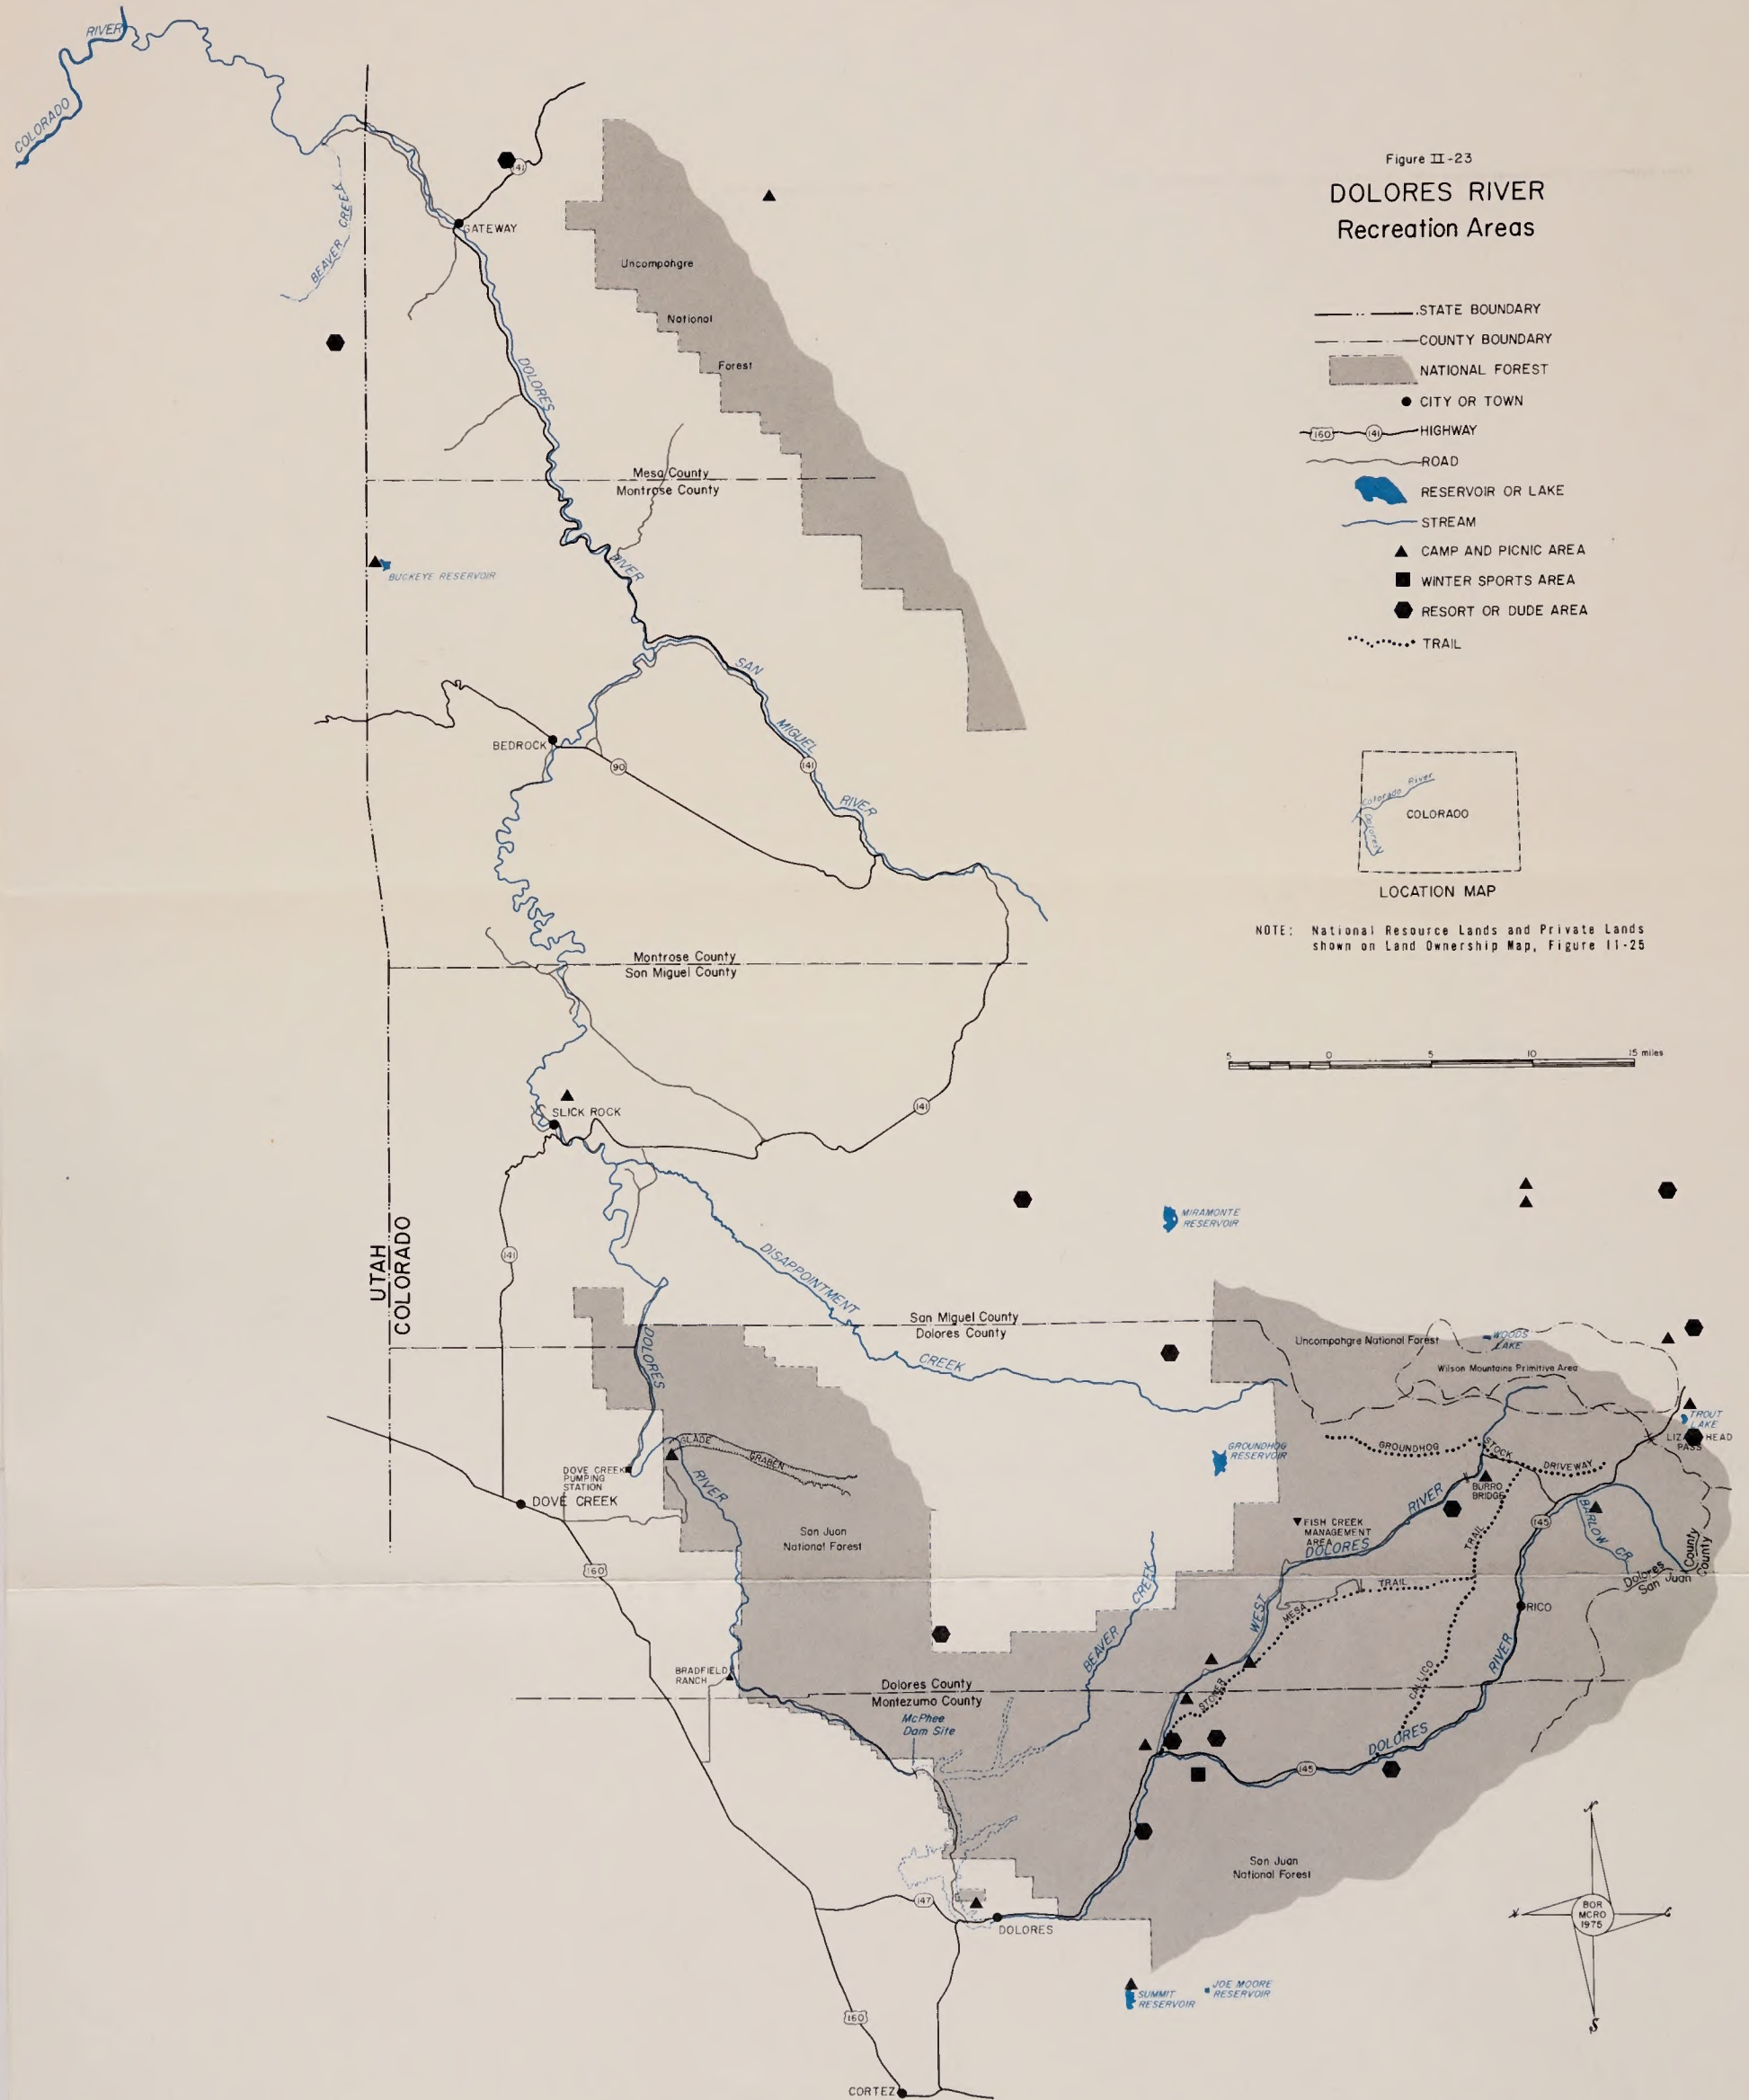 Figure II-23
DOLORES RIVER
Recreation Areas
STATE BOUNDARY
COUNTY BOUNDARY
NATIONAL FOREST
CITY OR TOWN
160 141 HIGHWAY
ROAD
RESERVOIR OR LAKE
STREAM
CAMP AND PICNIC AREA
WINTER SPORTS AREA
RESORT OR DUDE AREA
TRAIL
Colorado River
Dolores R
COLORADO
LOCATION MAP
NOTE: National Resource Lands and Private Lands
shown on Land Ownership Map, Figure II-25
5 0 5 10 15 miles
COLORADO RIVER
BEAVER CREEK
141
GATEWAY
Uncompohgre
National
Forest
DOLORES
RIVER
Mesa County
Montrose County
BUCKEYE RESERVOIR
SAN
MIGUEL
RIVER
141
BEDROCK
90
Montrose County
San Miguel County
141
SLICK ROCK
141
UTAH
COLORADO
DISAPPOINTMENT
CREEK
MIRAMONTE
RESERVOIR
San Miguel County
Dolores County
Uncompahgre National Forest
WOODS
LAKE
Wilson Mountains Primitive Area
TROUT
LAKE
LIZARD HEAD
PASS
DOLORES
RIVER
GLADE
GRABEN
DOVE CREEK
PUMPING
STATION
DOVE CREEK
160
San Juan
National Forest
GROUNDHOG
RESERVOIR
GROUNDHOG STOCK DRIVEWAY
BURRO
BRIDGE
FISH CREEK
MANAGEMENT
AREA
WEST DOLORES RIVER
145
BARLOW CR
Dolores County
San Juan County
RICO
STONER MESA TRAIL
CALICO TRAIL
BEAVER CREEK
BRADFIELD
RANCH
Dolores County
Montezuma County
McPhee
Dam Site
DOLORES RIVER
145
San Juan
National Forest
147
DOLORES
SUMMIT
RESERVOIR
JOE MOORE
RESERVOIR
160
CORTEZ
N
S
BOR
MCRO
1975